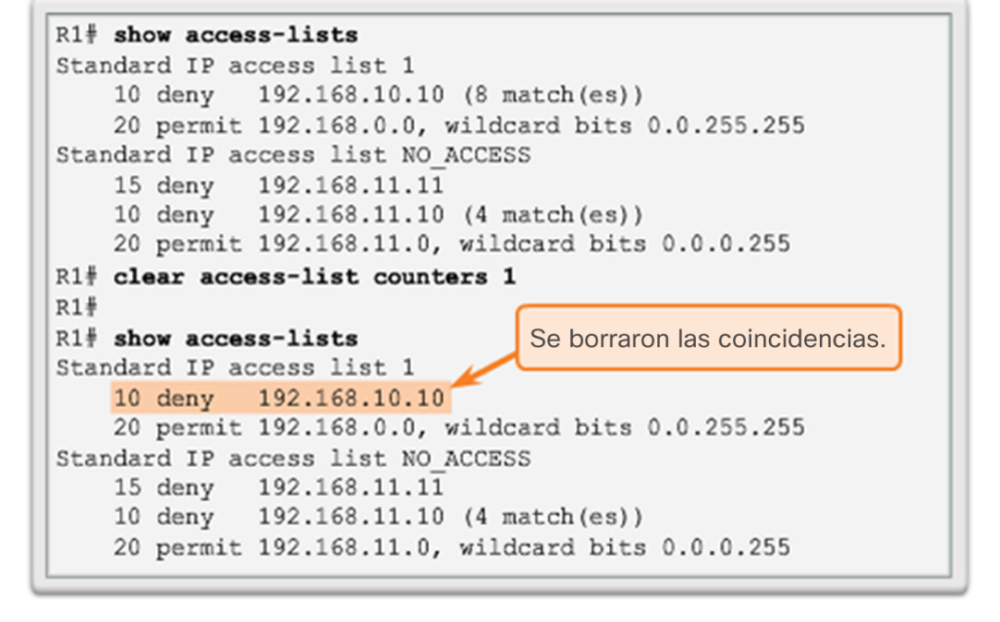 R1# show access-lists
Standard IP access list 1
10 deny 192.168.10.10 (8 match(es))
20 permit 192.168.0.0, wildcard bits 0.0.255.255
Standard IP access list NO_ACCESS
15 deny 192.168.11.11
10 deny 192.168.11.10 (4 match(es))
20 permit 192.168.11.0, wildcard bits 0.0.0.255
R1# clear access-list counters 1
R1#
R1# show access-lists
Se borraron las coincidencias.
Standard IP access list 1
10 deny 192.168.10.10
20 permit 192.168.0.0, wildcard bits 0.0.255.255
Standard IP access list NO_ACCESS
15 deny 192.168.11.11
10 deny 192.168.11.10 (4 match(es))
20 permit 192.168.11.0, wildcard bits 0.0.0.255